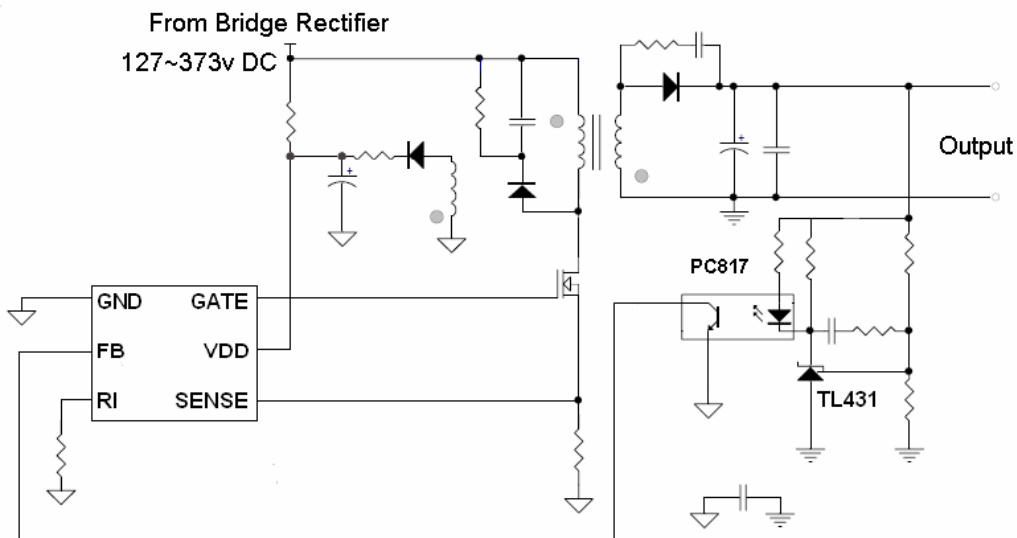 From Bridge Rectifier
127~373v DC
Output
PC817
GND
GATE
FB
VDD
RI
SENSE
TL431
+
+